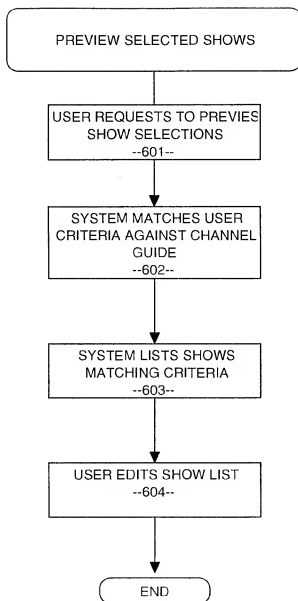 PREVIEW SELECTED SHOWS
USER REQUESTS TO PREVIES
SHOW SELECTIONS
--601--
SYSTEM MATCHES USER
CRITERIA AGAINST CHANNEL
GUIDE
--602--
SYSTEM LISTS SHOWS
MATCHING CRITERIA
--603--
USER EDITS SHOW LIST
--604--
END